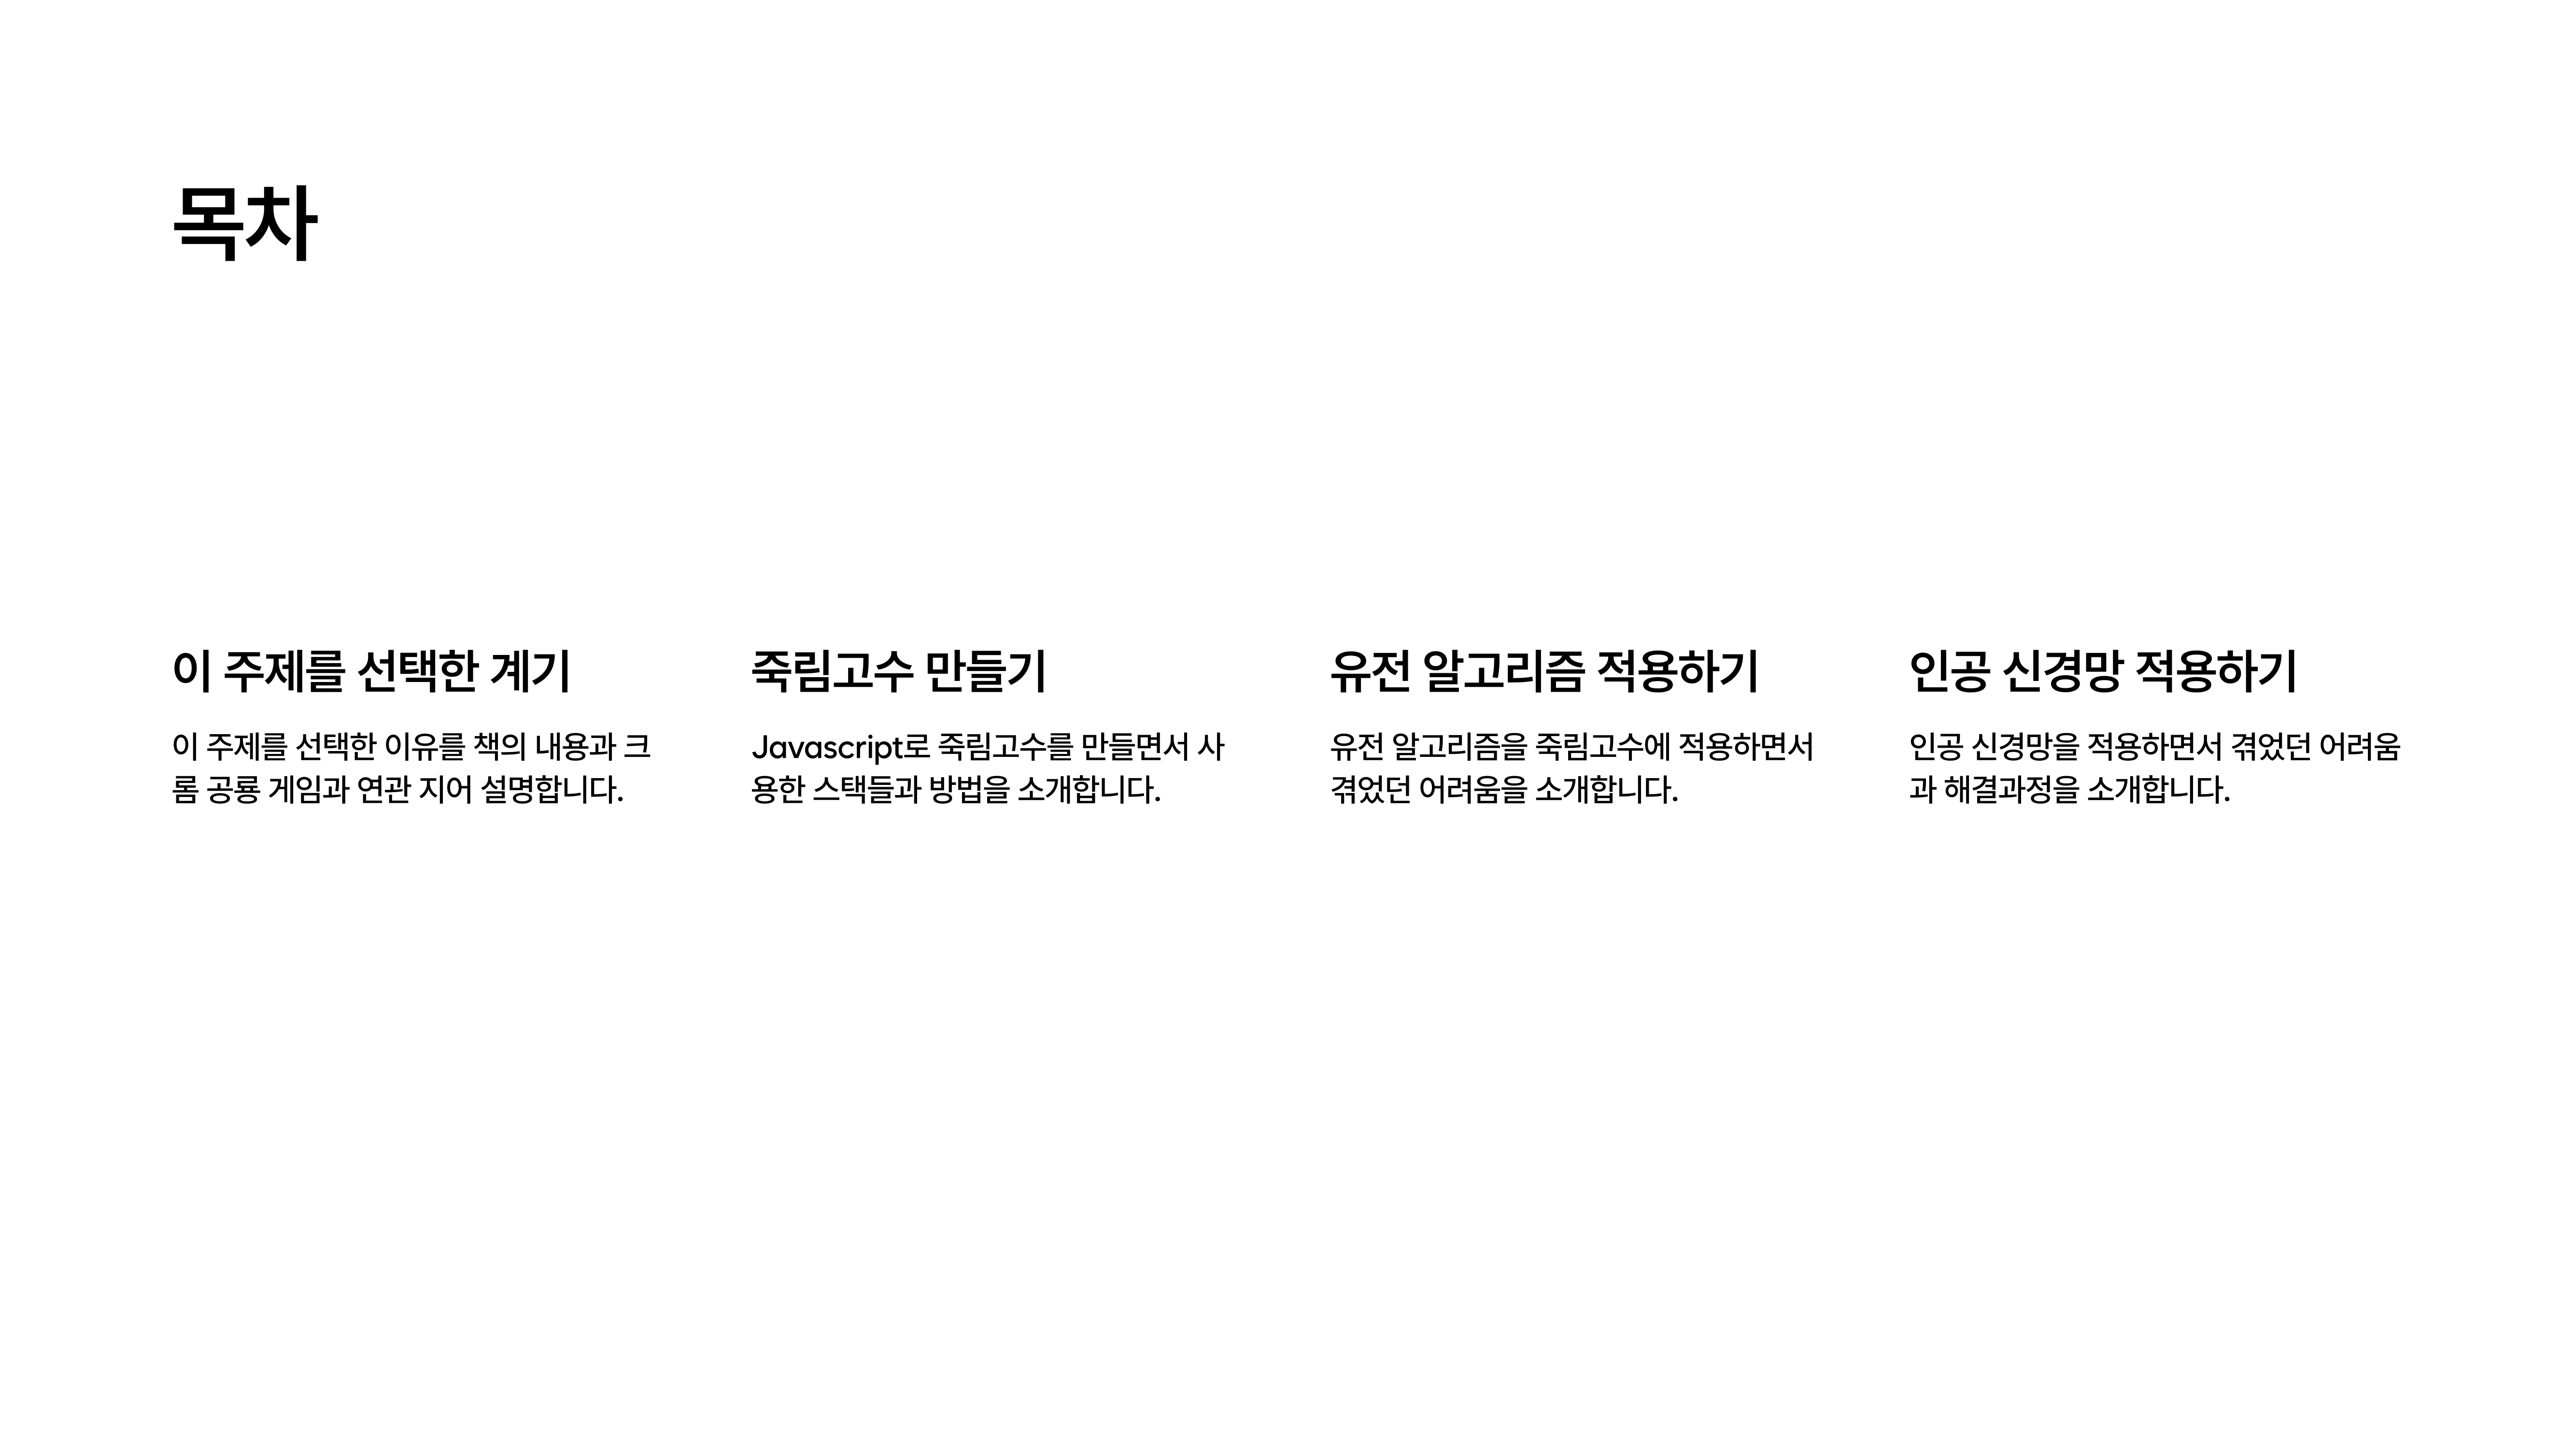 목차
이 주제를 선택한 계기
이 주제를 선택한 이유를 책의 내용과 크
롬 공룡 게임과 연관 지어 설명합니다.
죽림고수 만들기
Javascript로 죽림고수를 만들면서 사
용한 스택들과 방법을 소개합니다.
유전 알고리즘 적용하기
유전 알고리즘을 죽림고수에 적용하면서
겪었던 어려움을 소개합니다.
인공 신경망 적용하기
인공 신경망을 적용하면서 겪었던 어려움
과 해결과정을 소개합니다.